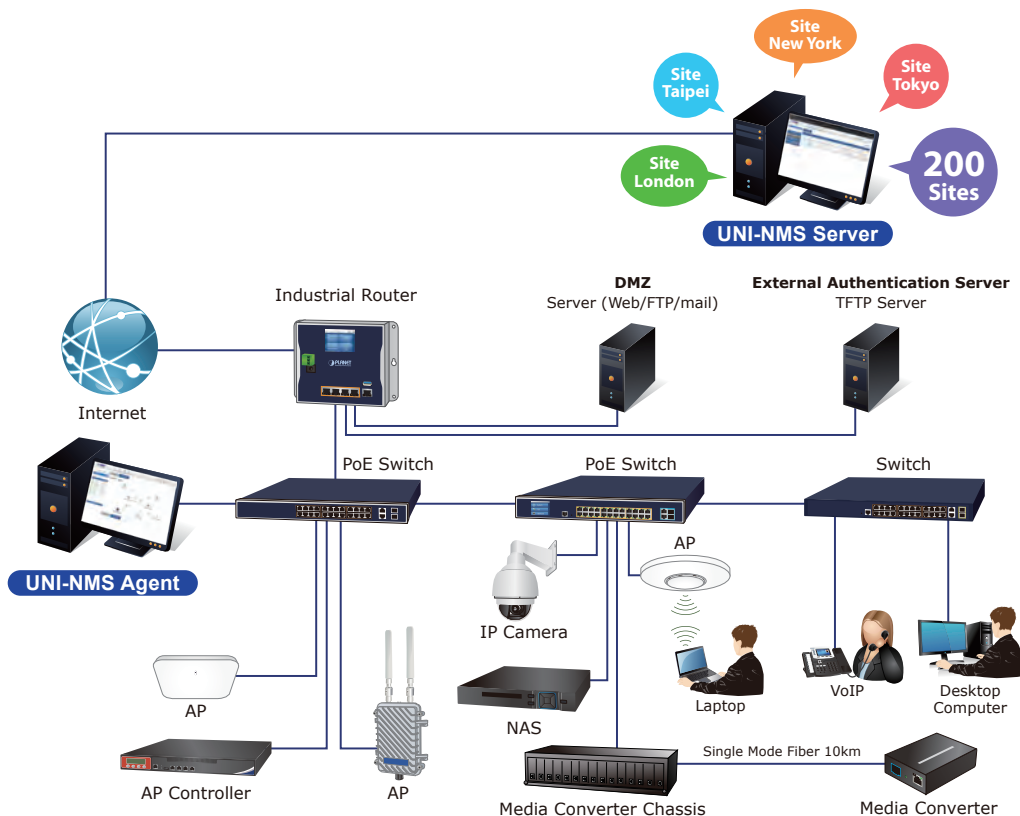 Site
New York
Site
Taipei
Site
Tokyo
Site
London
200
Sites
UNI-NMS Server
Industrial Router
DMZ
Server (Web/FTP/mail)
External Authentication Server
TFTP Server
PLANET
Internet
PoE Switch
PoE Switch
Switch
UNI-NMS Agent
AP
IP Camera
AP
NAS
Laptop
VoIP
Desktop
Computer
AP Controller
AP
Single Mode Fiber 10km
Media Converter Chassis
Media Converter